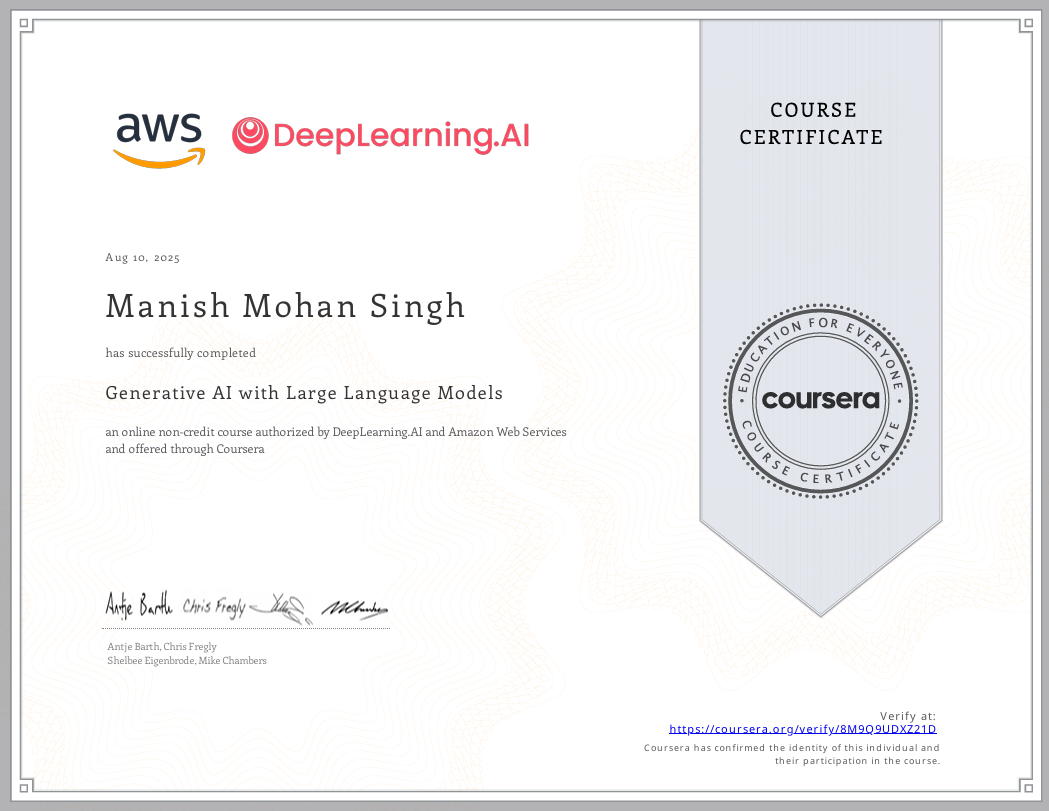 aws DeepLearning.AI
COURSE
CERTIFICATE
Aug 10, 2025
Manish Mohan Singh
has successfully completed
Generative AI with Large Language Models
an online non-credit course authorized by DeepLearning.AI and Amazon Web Services
and offered through Coursera
EDUCATION FOR EVERYONE
coursera
COURSE CERTIFICATE
Antje Barth Chris Fregly
Antje Barth, Chris Fregly
Shelbee Eigenbrode, Mike Chambers
Verify at:
https://coursera.org/verify/8M9Q9UDXZ21D
Coursera has confirmed the identity of this individual and
their participation in the course.